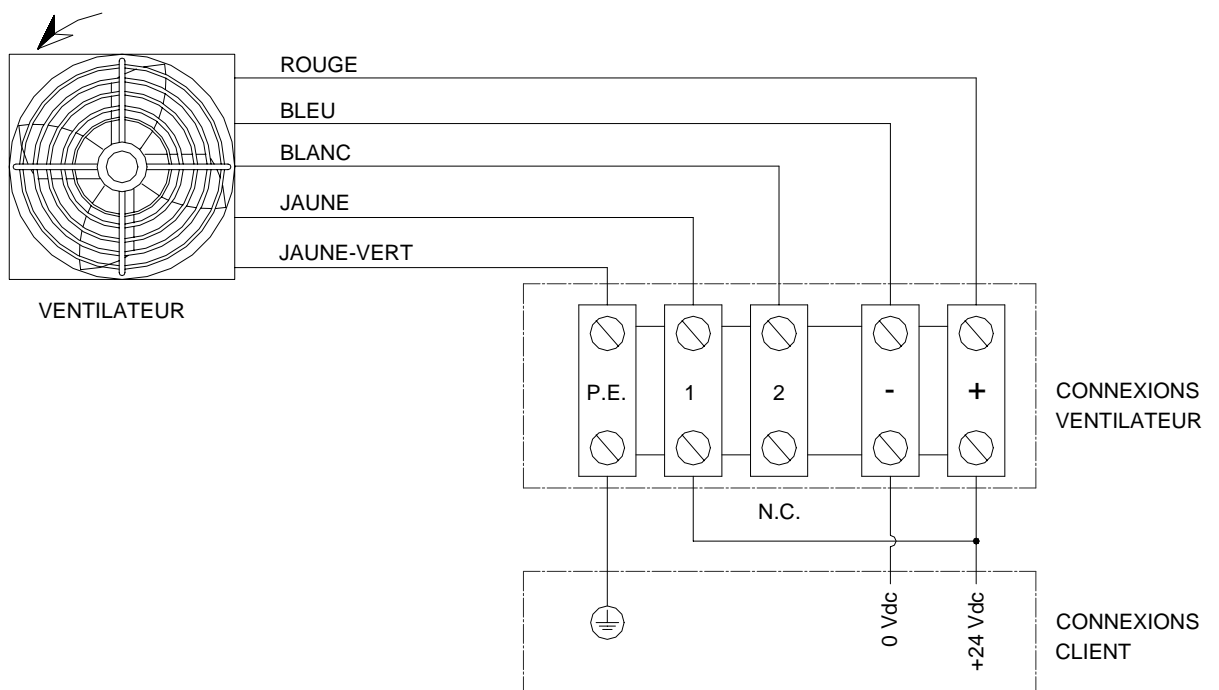 ROUGE
BLEU
BLANC
JAUNE
JAUNE-VERT
VENTILATEUR
P.E. 1 2 - +
CONNEXIONS
VENTILATEUR
N.C.
0 Vdc
+24 Vdc
CONNEXIONS
CLIENT